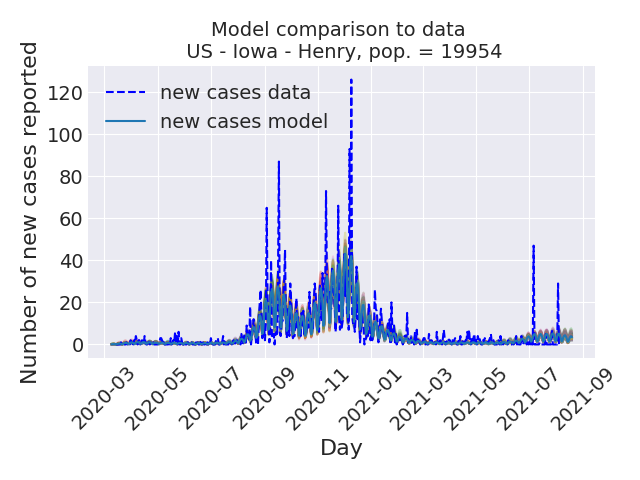 Model comparison to data
US - Iowa - Henry, pop. = 19954
Number of new cases reported
120
100
80
60
40
20
0
new cases data
new cases model
2020-03
2020-05
2020-07
2020-09
2020-11
2021-01
2021-03
2021-05
2021-07
2021-09
Day